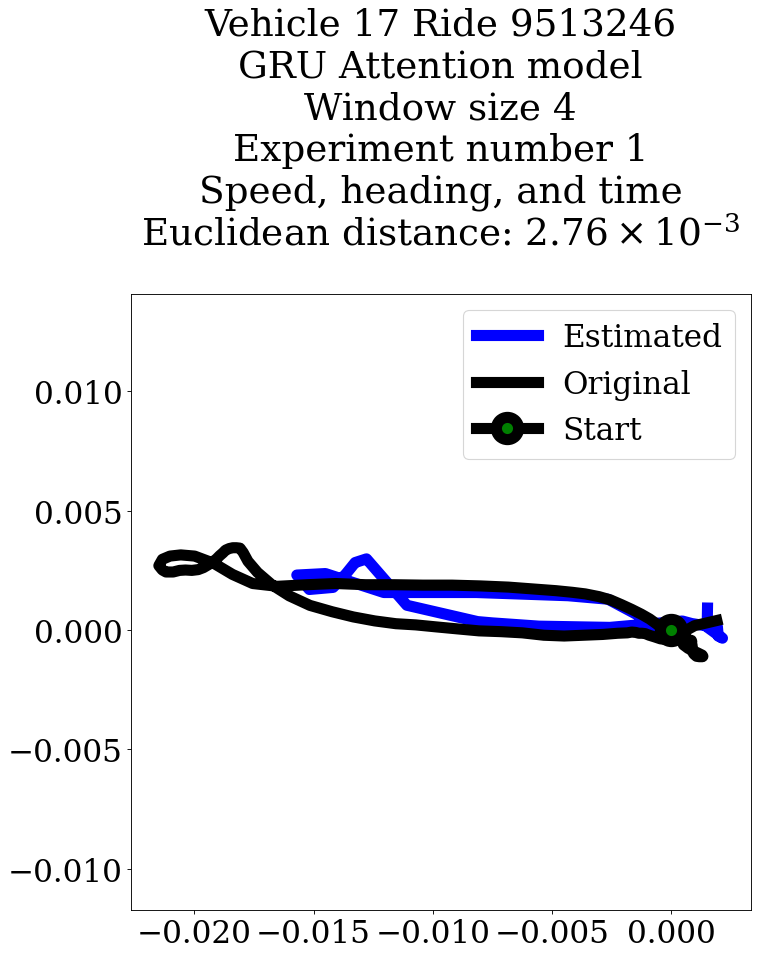 Vehicle 17 Ride 9513246
GRU Attention model
Window size 4
Experiment number 1
Speed, heading, and time
Euclidean distance: 2.76 × 10⁻³
Estimated
Original
Start
0.010
0.005
0.000
−0.005
−0.010
−0.020 −0.015 −0.010 −0.005 0.000